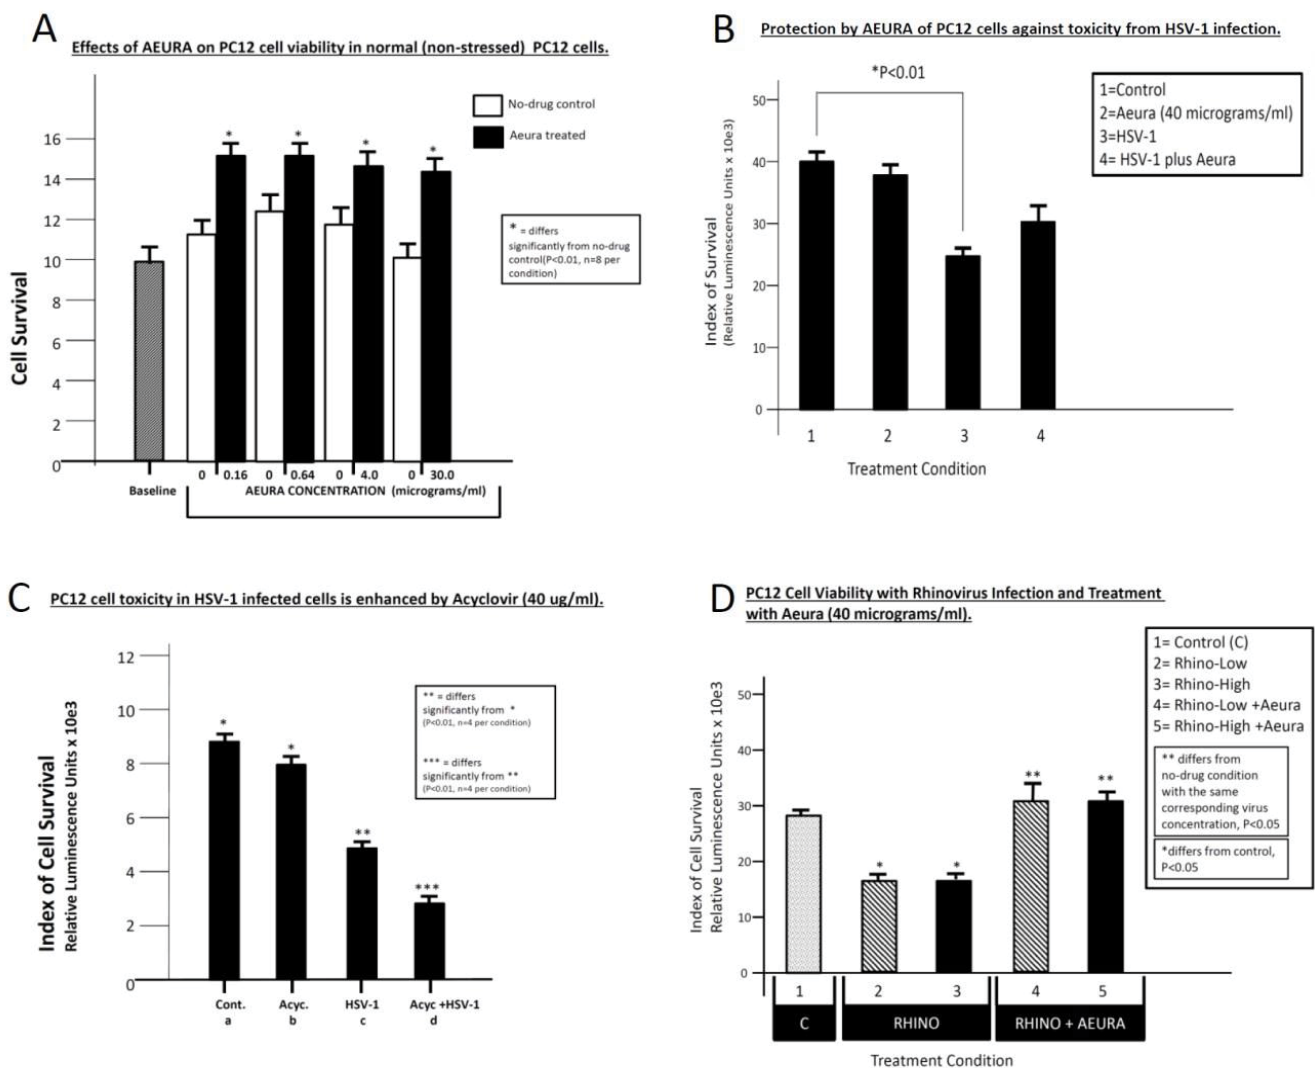 A
Effects of AEURA on PC12 cell viability in normal (non-stressed) PC12 cells.
No-drug control
Aeura treated
* = differs
significantly from no-drug
control(P<0.01, n=8 per
condition)
Cell Survival
16
14
12
10
8
6
4
2
0
* * * *
0 0.16 0 0.64 0 4.0 0 30.0
Baseline
AEURA CONCENTRATION (micrograms/ml)
B
Protection by AEURA of PC12 cells against toxicity from HSV-1 infection.
*P<0.01
1=Control
2=Aeura (40 micrograms/ml)
3=HSV-1
4= HSV-1 plus Aeura
Index of Survival
(Relative Luminescence Units x 10e3)
50
40
30
20
10
0
1 2 3 4
Treatment Condition
C
PC12 cell toxicity in HSV-1 infected cells is enhanced by Acyclovir (40 ug/ml).
** = differs
significantly from *
(P<0.01, n=4 per condition)
*** = differs
significantly from **
(P<0.01, n=4 per condition)
Index of Cell Survival
Relative Luminescence Units x 10e3
12
10
8
6
4
2
0
* * ** ***
Cont. Acyc. HSV-1 Acyc +HSV-1
a b c d
D
PC12 Cell Viability with Rhinovirus Infection and Treatment
with Aeura (40 micrograms/ml).
1= Control (C)
2= Rhino-Low
3= Rhino-High
4= Rhino-Low +Aeura
5= Rhino-High +Aeura
** differs from
no-drug condition
with the same
corresponding virus
concentration, P<0.05
*differs from control,
P<0.05
Index of Cell Survival
Relative Luminescence Units x 10e3
50
40
30
20
10
0
* * ** **
1 2 3 4 5
C RHINO RHINO + AEURA
Treatment Condition